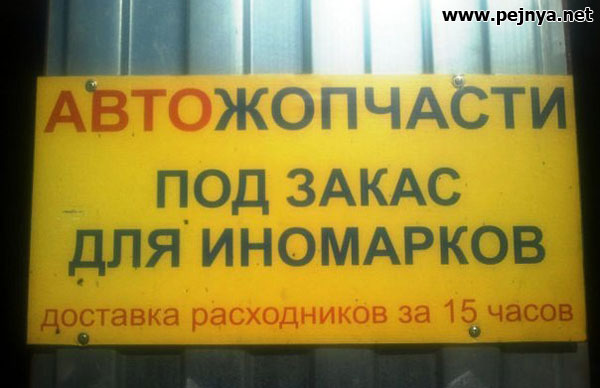 www.pejnya.net
АВТОЖОПЧАСТИ
ПОД ЗАКАС
ДЛЯ ИНОМАРКОВ
доставка расходников за 15 часов